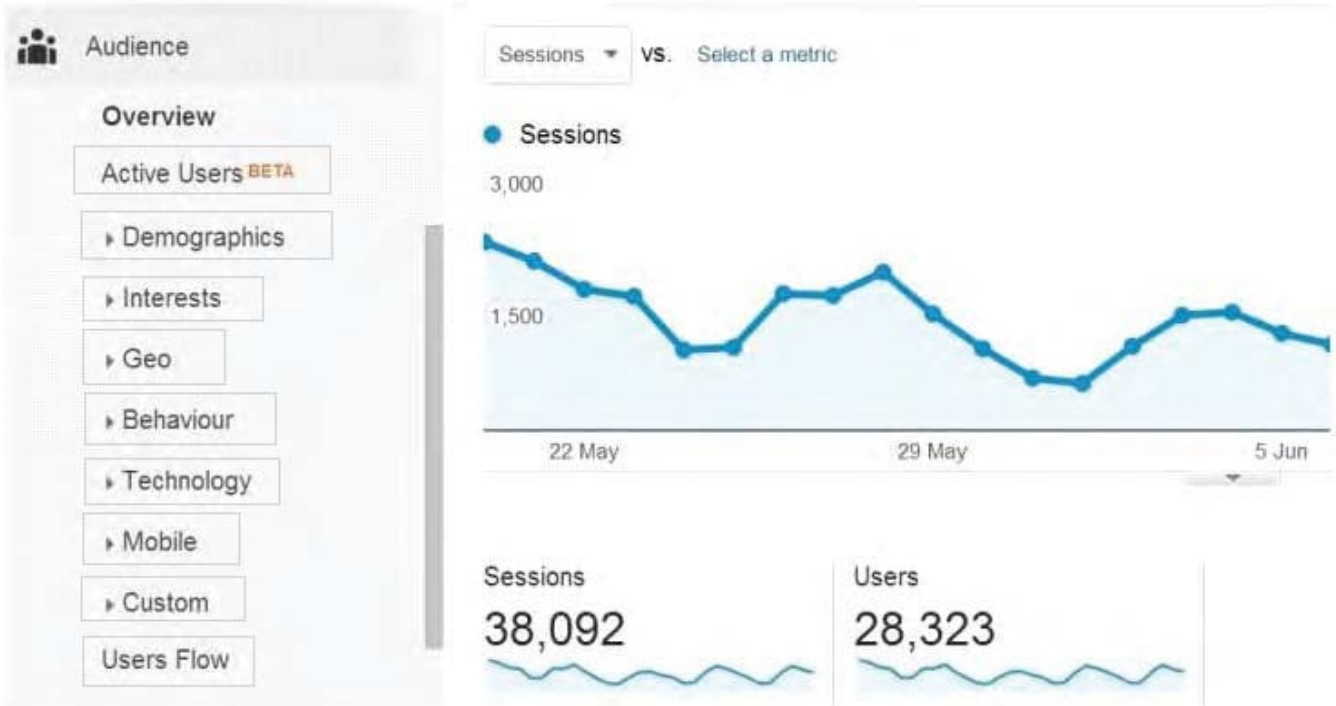 Audience
Overview
Active Users BETA
Demographics
Interests
Geo
Behaviour
Technology
Mobile
Custom
Users Flow
Sessions VS. Select a metric
Sessions
3,000
1,500
22 May 29 May 5 Jun
Sessions
38,092
Users
28,323